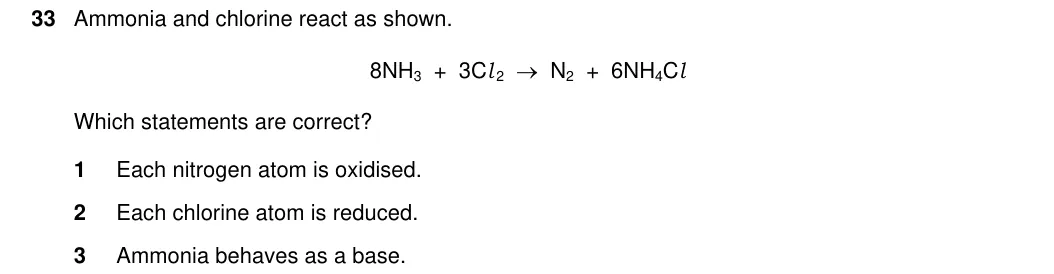 33 Ammonia and chlorine react as shown.
8NH₃ + 3Cl₂ → N₂ + 6NH₄Cl
Which statements are correct?
1 Each nitrogen atom is oxidised.
2 Each chlorine atom is reduced.
3 Ammonia behaves as a base.